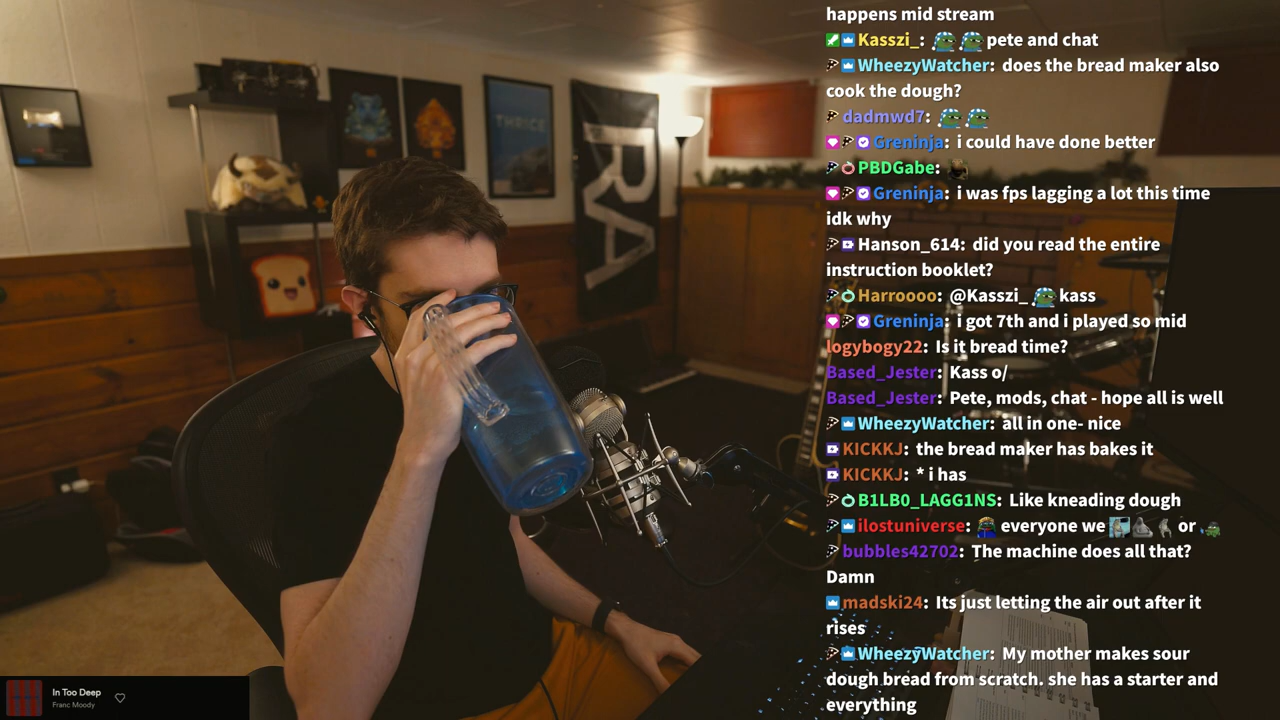 happens mid stream
Kasszi_: pete and chat
WheezyWatcher: does the bread maker also
cook the dough?
dadmwd7:
Greninja: i could have done better
PBDGabe:
Greninja: i was fps lagging a lot this time
idk why
Hanson_614: did you read the entire
instruction booklet?
Harroooo: @Kasszi_ kass
Greninja: i got 7th and i played so mid
logybogy22: Is it bread time?
Based_Jester: Kass o/
Based_Jester: Pete, mods, chat - hope all is well
WheezyWatcher: all in one- nice
KICKKJ: the bread maker has bakes it
KICKKJ: * i has
B1LB0_LAGG1NS: Like kneading dough
ilostuniverse: everyone we or
bubbles42702: The machine does all that?
Damn
madski24: Its just letting the air out after it
rises
WheezyWatcher: My mother makes sour
dough bread from scratch. she has a starter and
everything
THRICE
RA
In Too Deep
Franc Moody